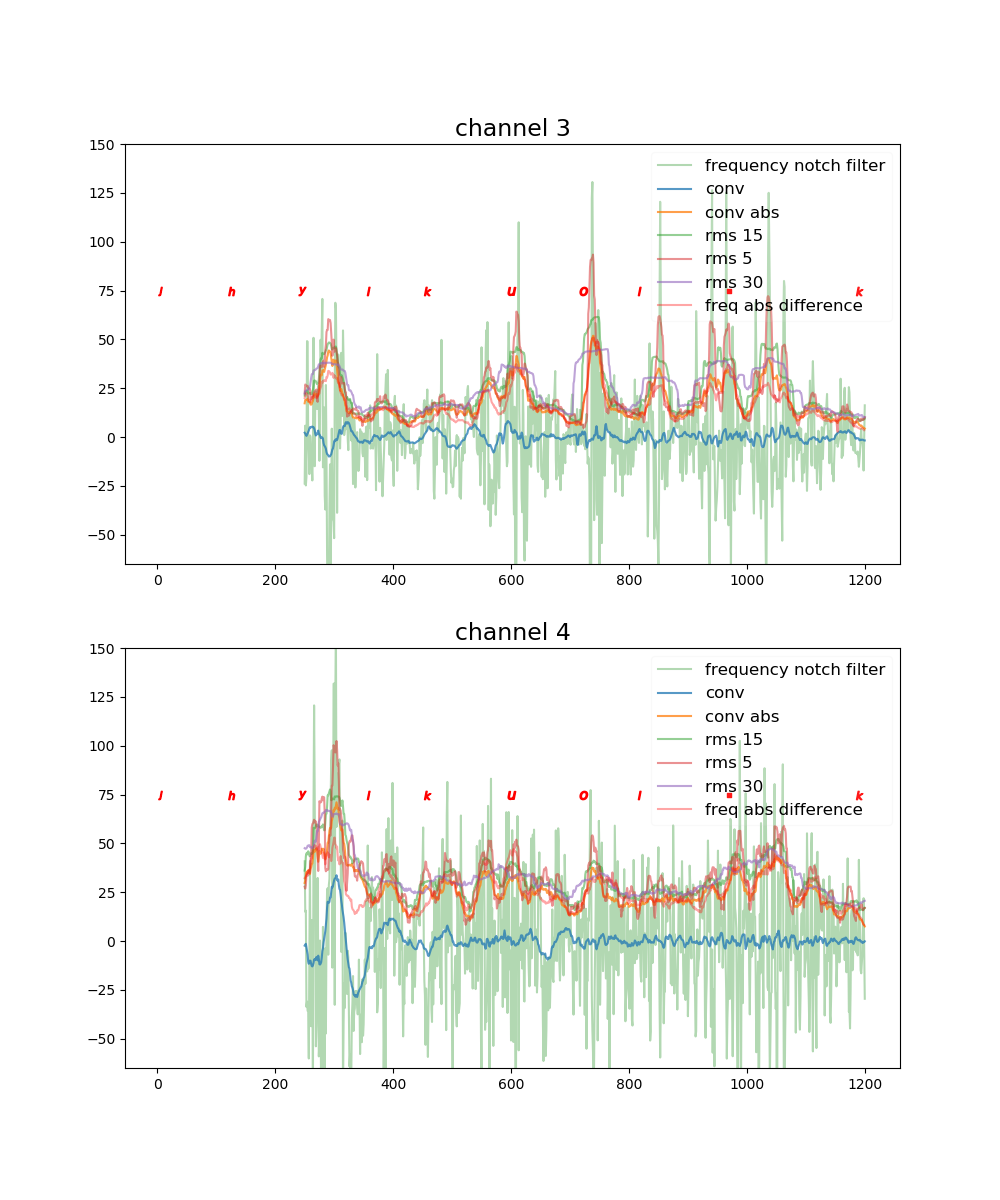 channel 3
150
125
100
75
50
25
0
−25
−50
frequency notch filter
conv
conv abs
rms 15
rms 5
rms 30
freq abs difference
J h y l k u o l . k
0 200 400 600 800 1000 1200
channel 4
150
125
100
75
50
25
0
−25
−50
frequency notch filter
conv
conv abs
rms 15
rms 5
rms 30
freq abs difference
J h y l k u o l . k
0 200 400 600 800 1000 1200